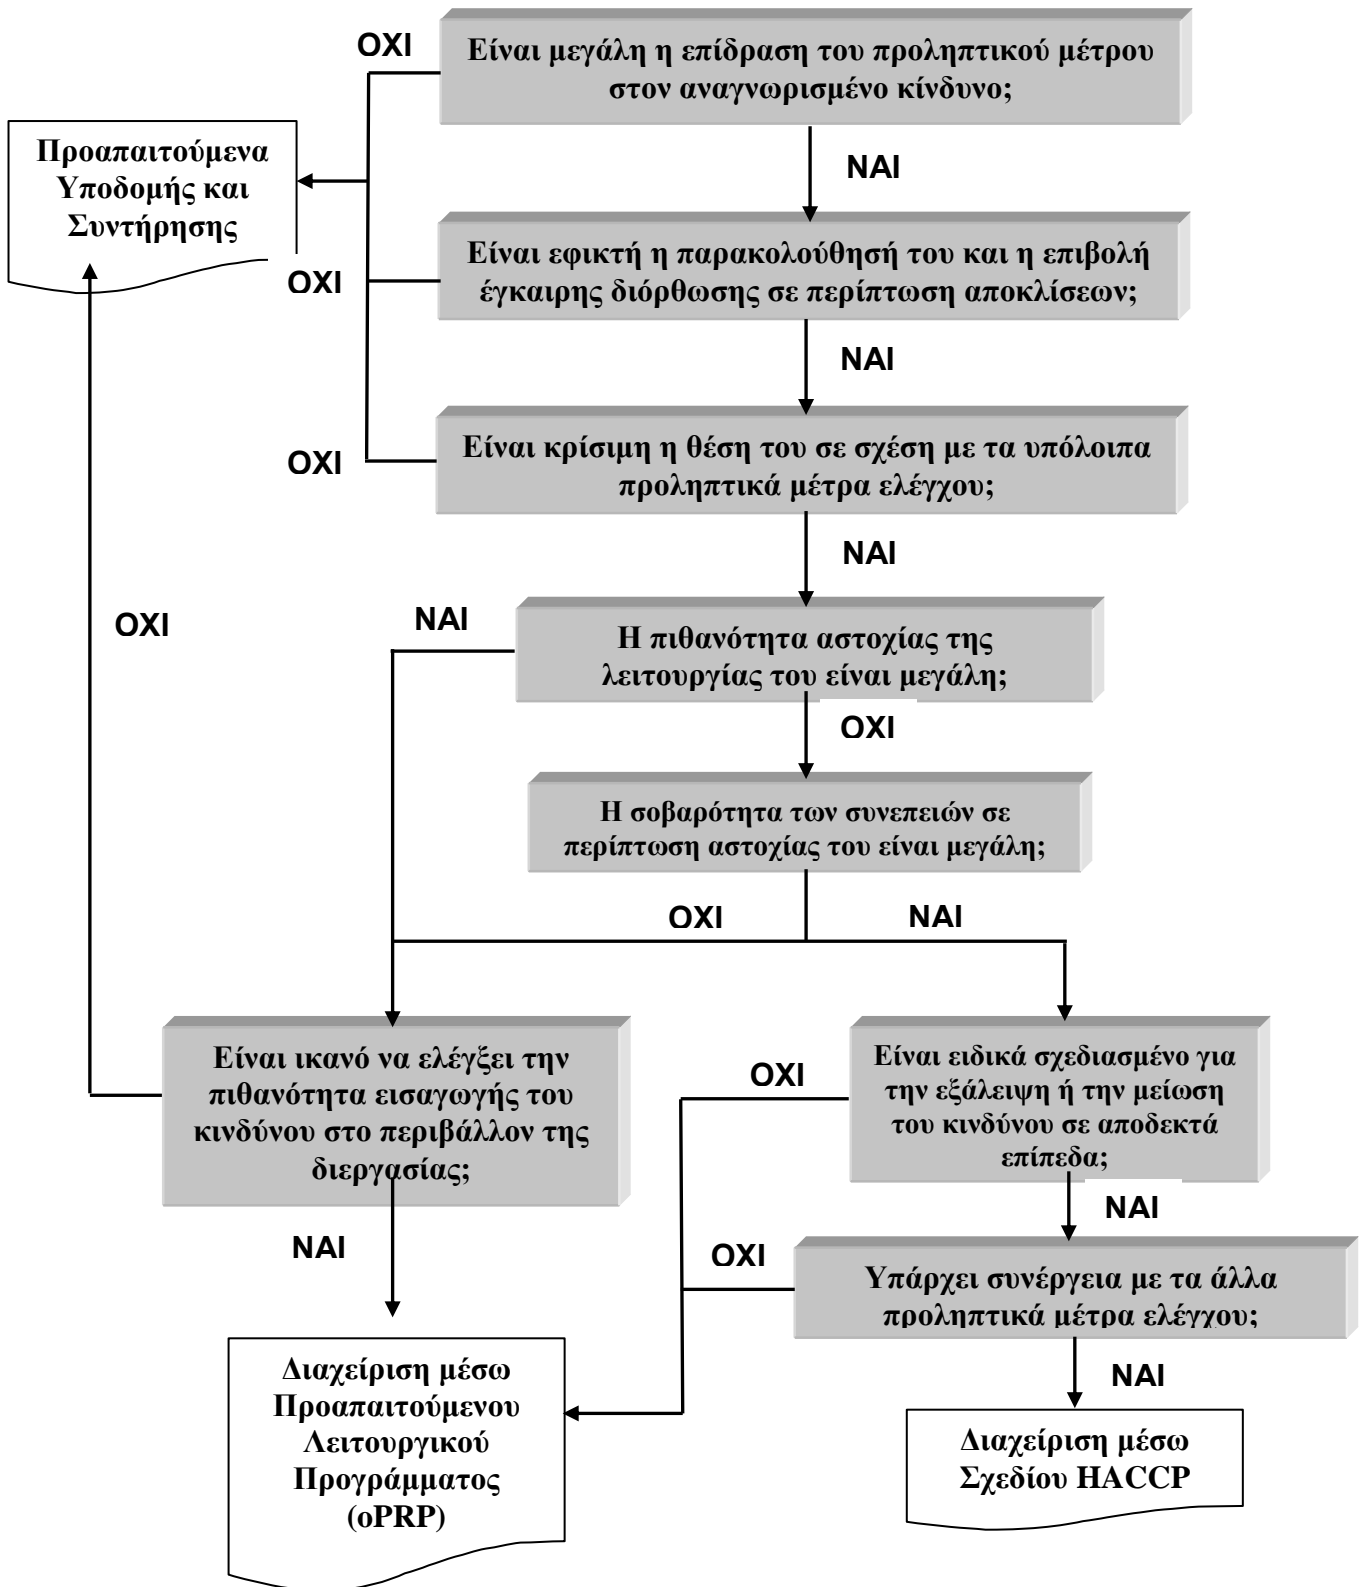 ΟΧΙ
Είναι μεγάλη η επίδραση του προληπτικού μέτρου
στον αναγνωρισμένο κίνδυνο;
Προαπαιτούμενα
Υποδομής και
Συντήρησης
ΝΑΙ
ΟΧΙ
Είναι εφικτή η παρακολούθησή του και η επιβολή
έγκαιρης διόρθωσης σε περίπτωση αποκλίσεων;
ΝΑΙ
ΟΧΙ
Είναι κρίσιμη η θέση του σε σχέση με τα υπόλοιπα
προληπτικά μέτρα ελέγχου;
ΝΑΙ
ΟΧΙ
ΝΑΙ
Η πιθανότητα αστοχίας της
λειτουργίας του είναι μεγάλη;
ΟΧΙ
Η σοβαρότητα των συνεπειών σε
περίπτωση αστοχίας του είναι μεγάλη;
ΟΧΙ
ΝΑΙ
Είναι ικανό να ελέγξει την
πιθανότητα εισαγωγής του
κινδύνου στο περιβάλλον της
διεργασίας;
ΟΧΙ
Είναι ειδικά σχεδιασμένο για
την εξάλειψη ή την μείωση
του κινδύνου σε αποδεκτά
επίπεδα;
ΝΑΙ
ΝΑΙ
ΟΧΙ
Υπάρχει συνέργεια με τα άλλα
προληπτικά μέτρα ελέγχου;
ΝΑΙ
Διαχείριση μέσω
Προαπαιτούμενου
Λειτουργικού
Προγράμματος
(oPRP)
Διαχείριση μέσω
Σχεδίου HACCP